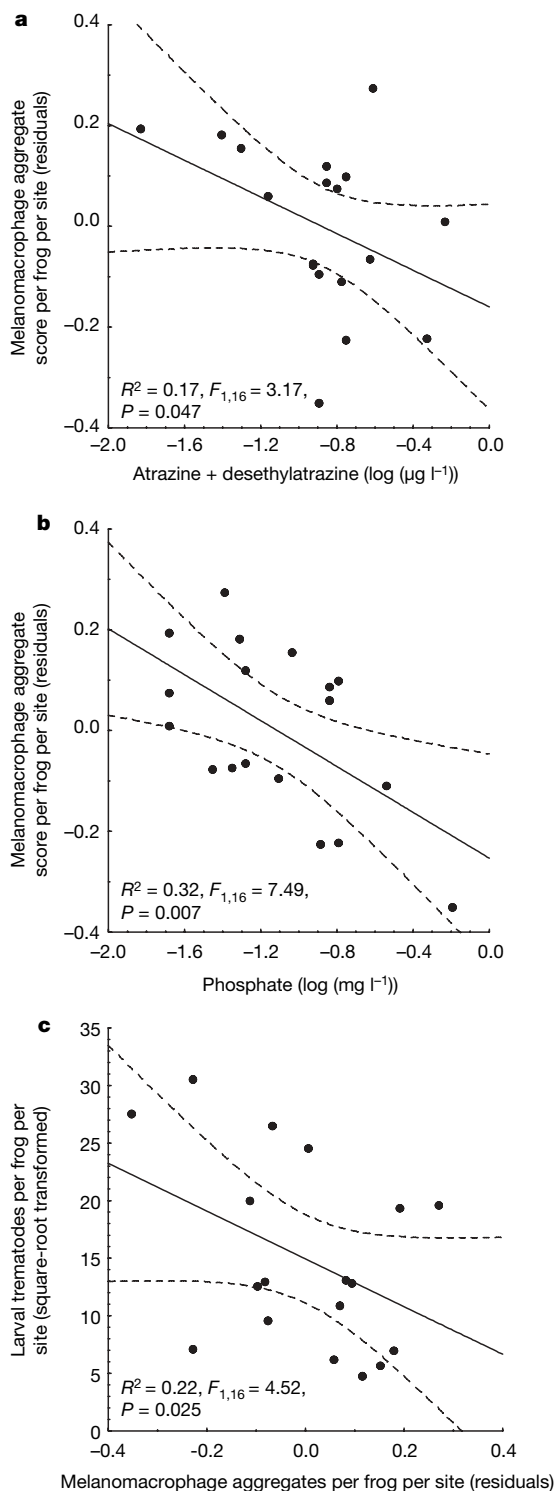 a
0.4
0.2
0.0
−0.2
−0.4
Melanomacrophage aggregate
score per frog per site (residuals)
R² = 0.17, F1,16 = 3.17,
P = 0.047
−2.0 −1.6 −1.2 −0.8 −0.4 0.0
Atrazine + desethylatrazine (log (µg l⁻¹))
b
0.4
0.2
0.0
−0.2
−0.4
Melanomacrophage aggregate
score per frog per site (residuals)
R² = 0.32, F1,16 = 7.49,
P = 0.007
−2.0 −1.6 −1.2 −0.8 −0.4 0.0
Phosphate (log (mg l⁻¹))
c
35
30
25
20
15
10
5
0
Larval trematodes per frog per
site (square-root transformed)
R² = 0.22, F1,16 = 4.52,
P = 0.025
−0.4 −0.2 0.0 0.2 0.4
Melanomacrophage aggregates per frog per site (residuals)